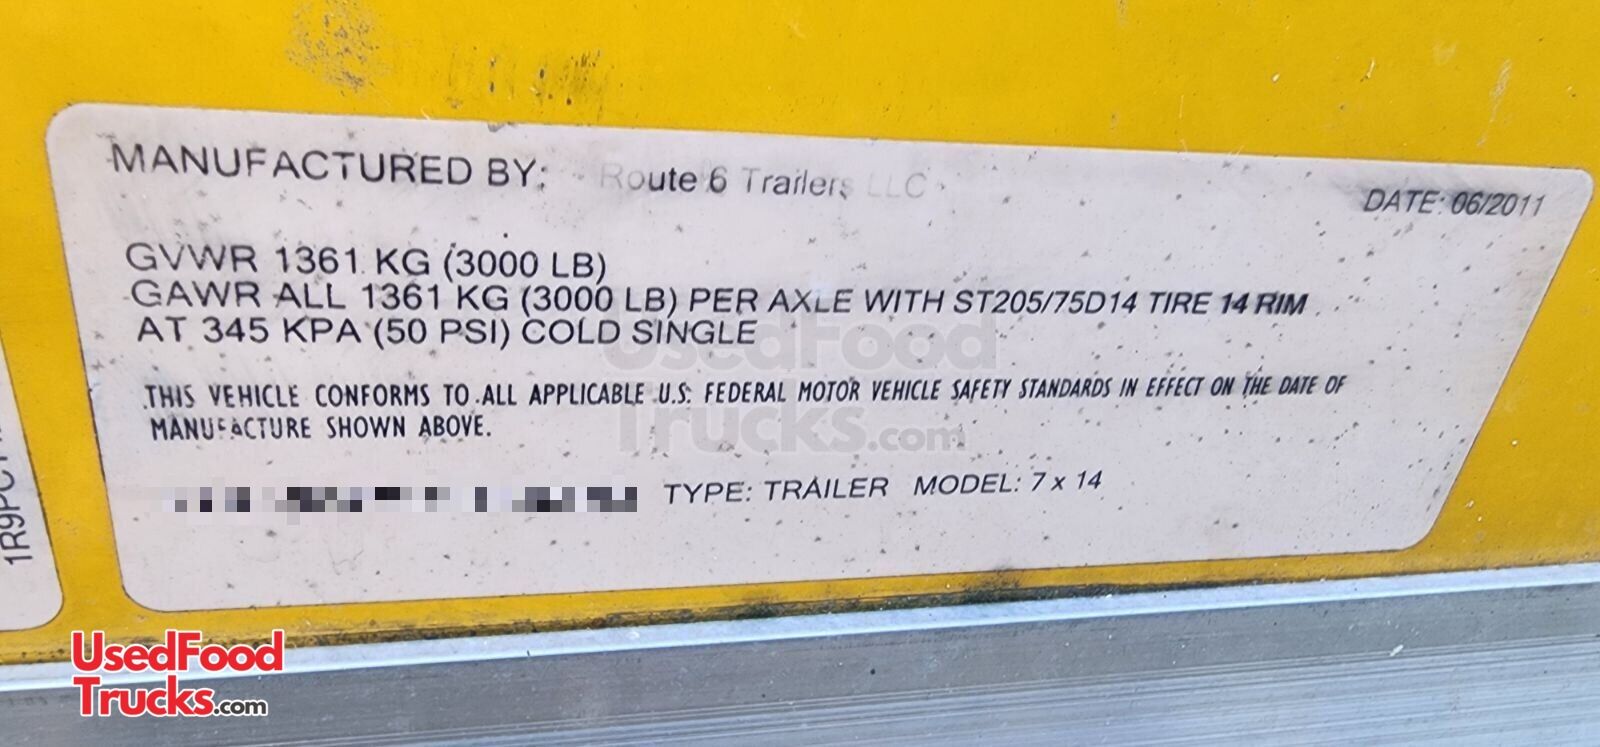 MANUFACTURED BY: Route 6 Trailers LLC
DATE: 06/2011
GVWR 1361 KG (3000 LB)
GAWR ALL 1361 KG (3000 LB) PER AXLE WITH ST205/75D14 TIRE 14 RIM
AT 345 KPA (50 PSI) COLD SINGLE
THIS VEHICLE CONFORMS TO ALL APPLICABLE U.S. FEDERAL MOTOR VEHICLE SAFETY STANDARDS IN EFFECT ON THE DATE OF
MANUFACTURE SHOWN ABOVE.
TYPE: TRAILER MODEL: 7 x 14
UsedFood
Trucks.com
UsedFood
Trucks.com